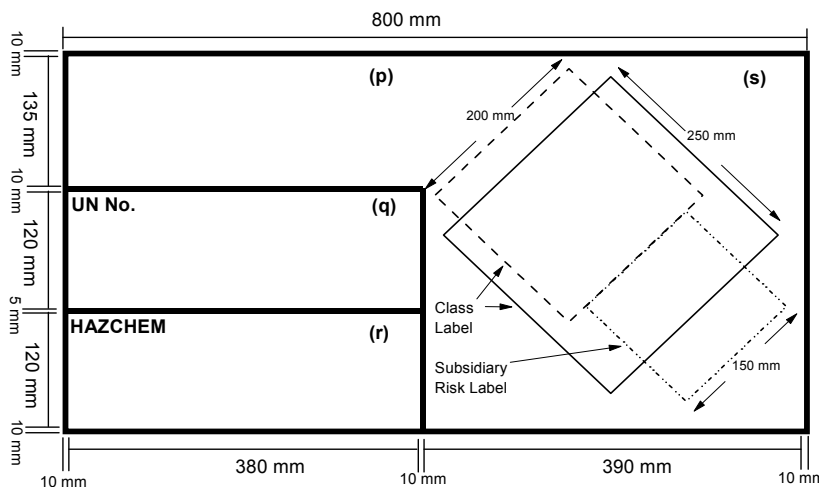 800 mm
10 mm
(p)
(s)
135 mm
200 mm
250 mm
10 mm
UN No.
(q)
120 mm
5 mm
HAZCHEM
(r)
Class
Label
120 mm
Subsidiary
Risk Label
150 mm
10 mm
380 mm
390 mm
10 mm
10 mm
10 mm